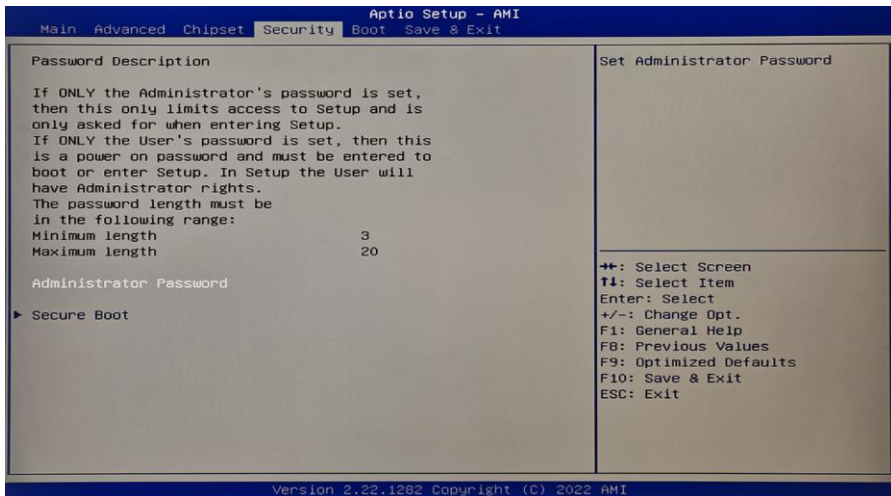 Aptio Setup - AMI
Main Advanced Chipset Security Boot Save & Exit
Password Description
If ONLY the Administrator's password is set,
then this only limits access to Setup and is
only asked for when entering Setup.
If ONLY the User's password is set, then this
is a power on password and must be entered to
boot or enter Setup. In Setup the User will
have Administrator rights.
The password length must be
in the following range:
Minimum length 3
Maximum length 20
Administrator Password
▶ Secure Boot
Set Administrator Password
→←: Select Screen
↑↓: Select Item
Enter: Select
+/-: Change Opt.
F1: General Help
F8: Previous Values
F9: Optimized Defaults
F10: Save & Exit
ESC: Exit
Version 2.22.1282 Copyright (C) 2022 AMI